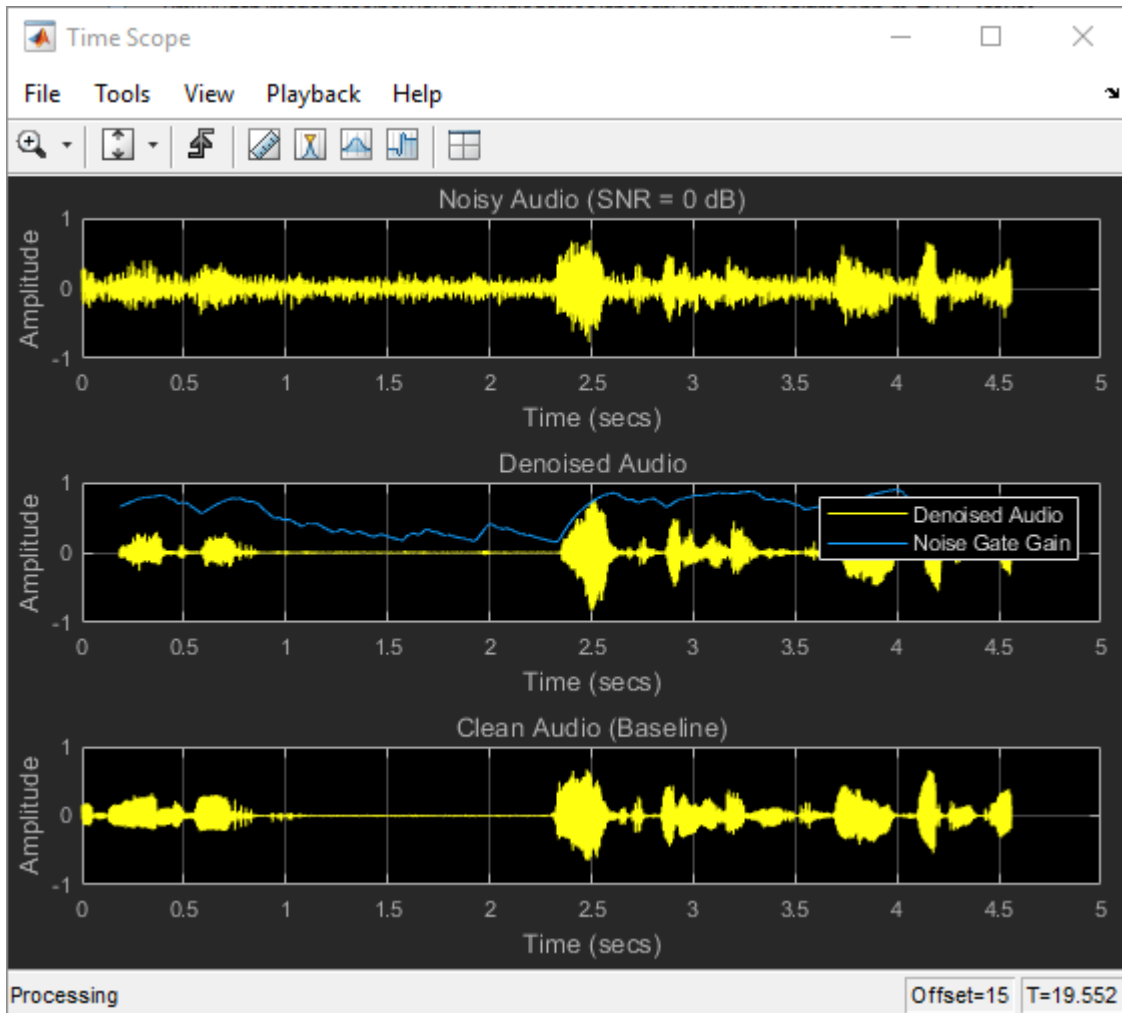 Time Scope
File Tools View Playback Help
Noisy Audio (SNR = 0 dB)
1
0
-1
Amplitude
0 0.5 1 1.5 2 2.5 3 3.5 4 4.5 5
Time (secs)
Denoised Audio
1
0
-1
Amplitude
Denoised Audio
Noise Gate Gain
0 0.5 1 1.5 2 2.5 3 3.5 4 4.5 5
Time (secs)
Clean Audio (Baseline)
1
0
-1
Amplitude
0 0.5 1 1.5 2 2.5 3 3.5 4 4.5 5
Time (secs)
Processing Offset=15 T=19.552